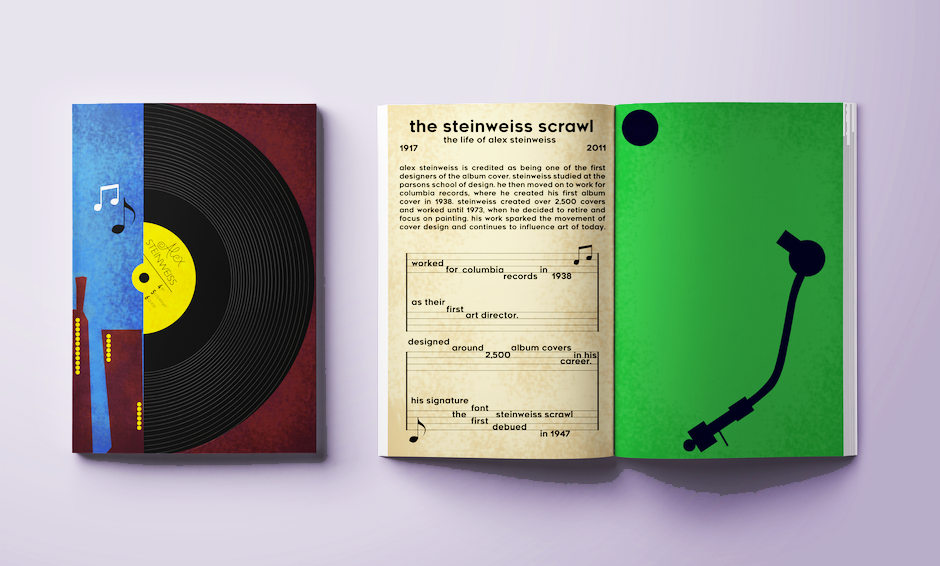 Alex
STEINWEISS
the steinweiss scrawl
the life of alex steinweiss
1917 2011
alex steinweiss is credited as being one of the first
designers of the album cover. steinweiss studied at the
parsons school of design. he then moved on to work for
columbia records, where he created his first album
cover in 1938. steinweiss created over 2,500 covers
and worked until 1973, when he decided to retire and
focus on painting. his work sparked the movement of
cover design and continues to influence art of today.
worked
for columbia in
records 1938
as their
first
art director.
designed
around album covers
2,500 in his
career.
his signature
font
the steinweiss scrawl
first
debued
in 1947